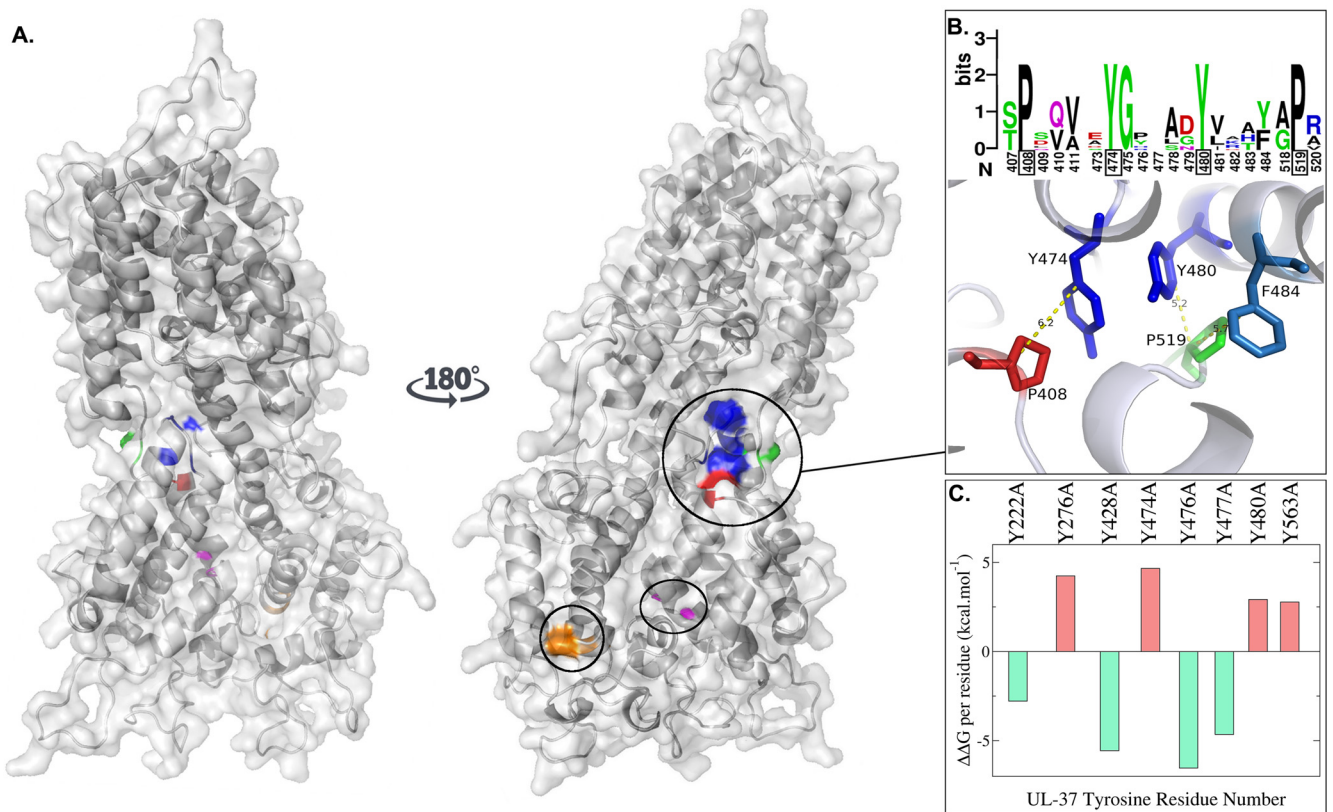 A.
180°
B.
bits
3
2
1
0
N
407 408 409 410 411 473 474 475 476 477 478 479 480 481 482 483 484 518 519 520
Y474
Y480
F484
6.2
5.2
5.7
P519
P408
C.
Y222A Y276A Y428A Y474A Y476A Y477A Y480A Y563A
ΔΔG per residue (kcal.mol⁻¹)
5
0
-5
UL-37 Tyrosine Residue Number